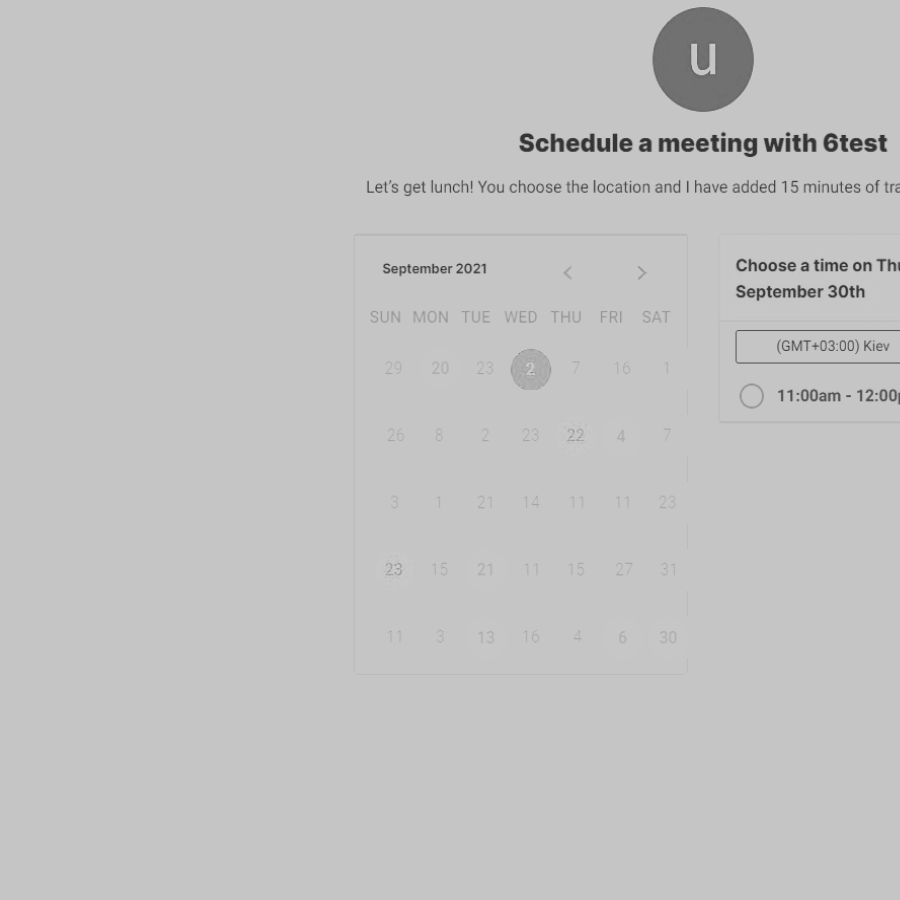 u
Schedule a meeting with 6test
Let's get lunch! You choose the location and I have added 15 minutes of tra
September 2021
SUN MON TUE WED THU FRI SAT
29 20 23 2 7 16 1
26 8 2 23 22 4 7
3 1 21 14 11 11 23
23 15 21 11 15 27 31
11 3 13 16 4 6 30
Choose a time on Thu
September 30th
(GMT+03:00) Kiev
11:00am - 12:00p